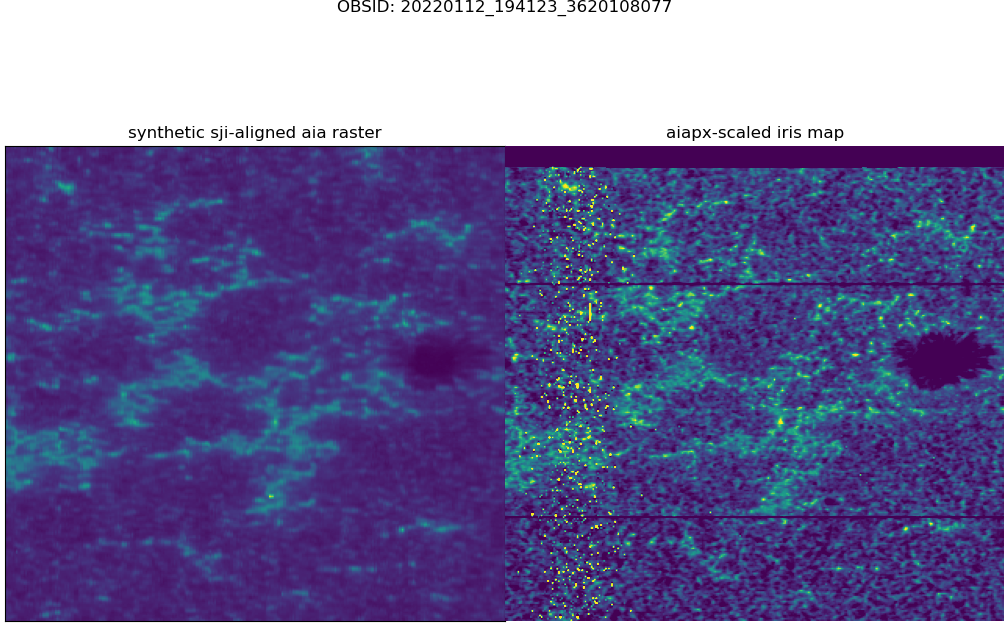 OBSID: 20220112_194123_3620108077
synthetic sji-aligned aia raster
aiapx-scaled iris map